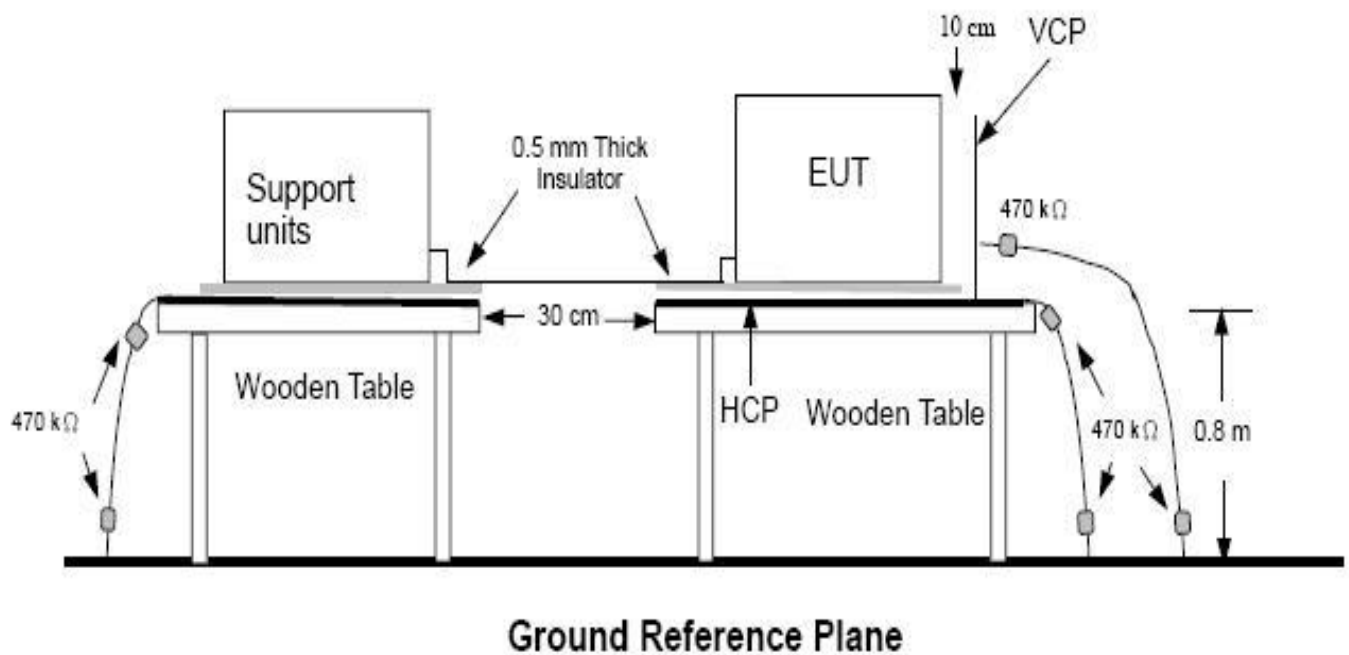 10 cm
VCP
0.5 mm Thick
Insulator
EUT
Support
units
470 kΩ
30 cm
Wooden Table
HCP
Wooden Table
470 kΩ
470 kΩ
0.8 m
Ground Reference Plane